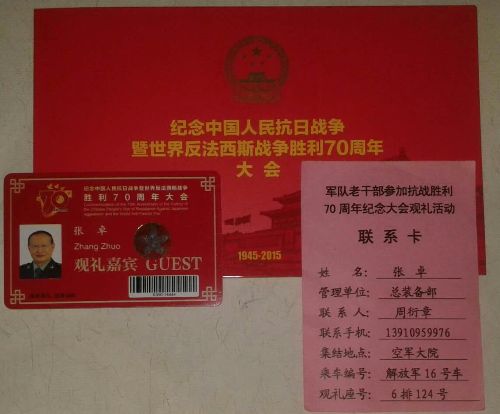 纪念中国人民抗日战争
暨世界反法西斯战争胜利70周年
大会
1945-2015
纪念中国人民抗日战争暨世界反法西斯战争
胜利70周年大会
张 卓
Zhang Zhuo
观礼嘉宾 GUEST
军队老干部参加抗战胜利
70周年纪念大会观礼活动
联系卡
姓 名: 张 卓
管理单位: 总装备部
联 系 人: 周衍章
联系手机: 13910959976
集结地点: 空军大院
乘车编号: 解放军16号车
观礼座号: 6排124号